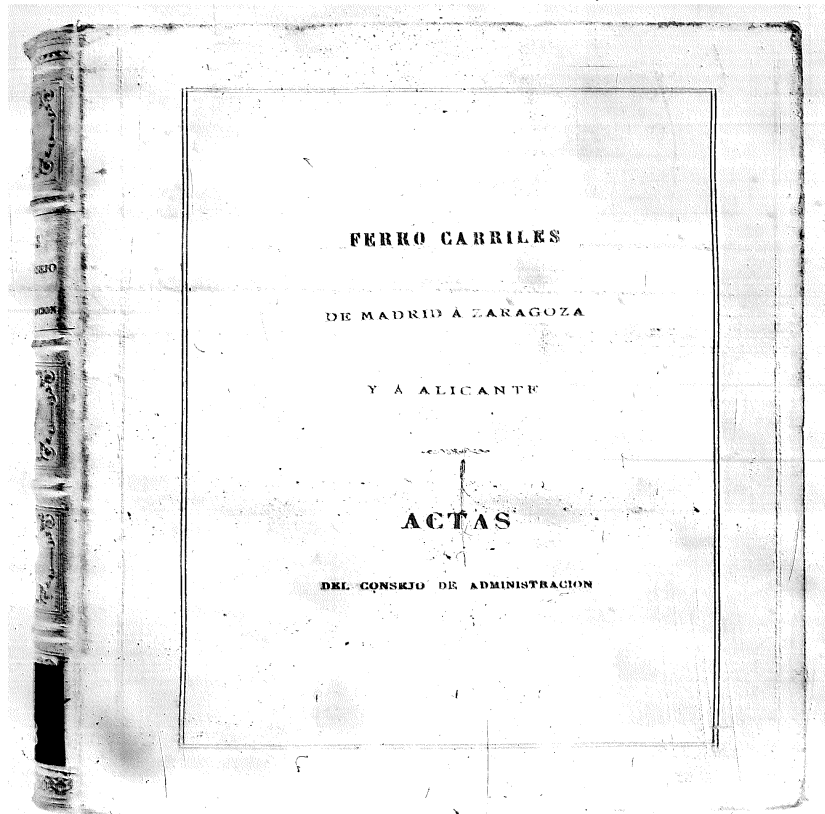 FERRO CARRILES
DE MADRID Á ZARAGOZA
Y Á ALICANTE
ACTAS
DEL CONSEJO DE ADMINISTRACION